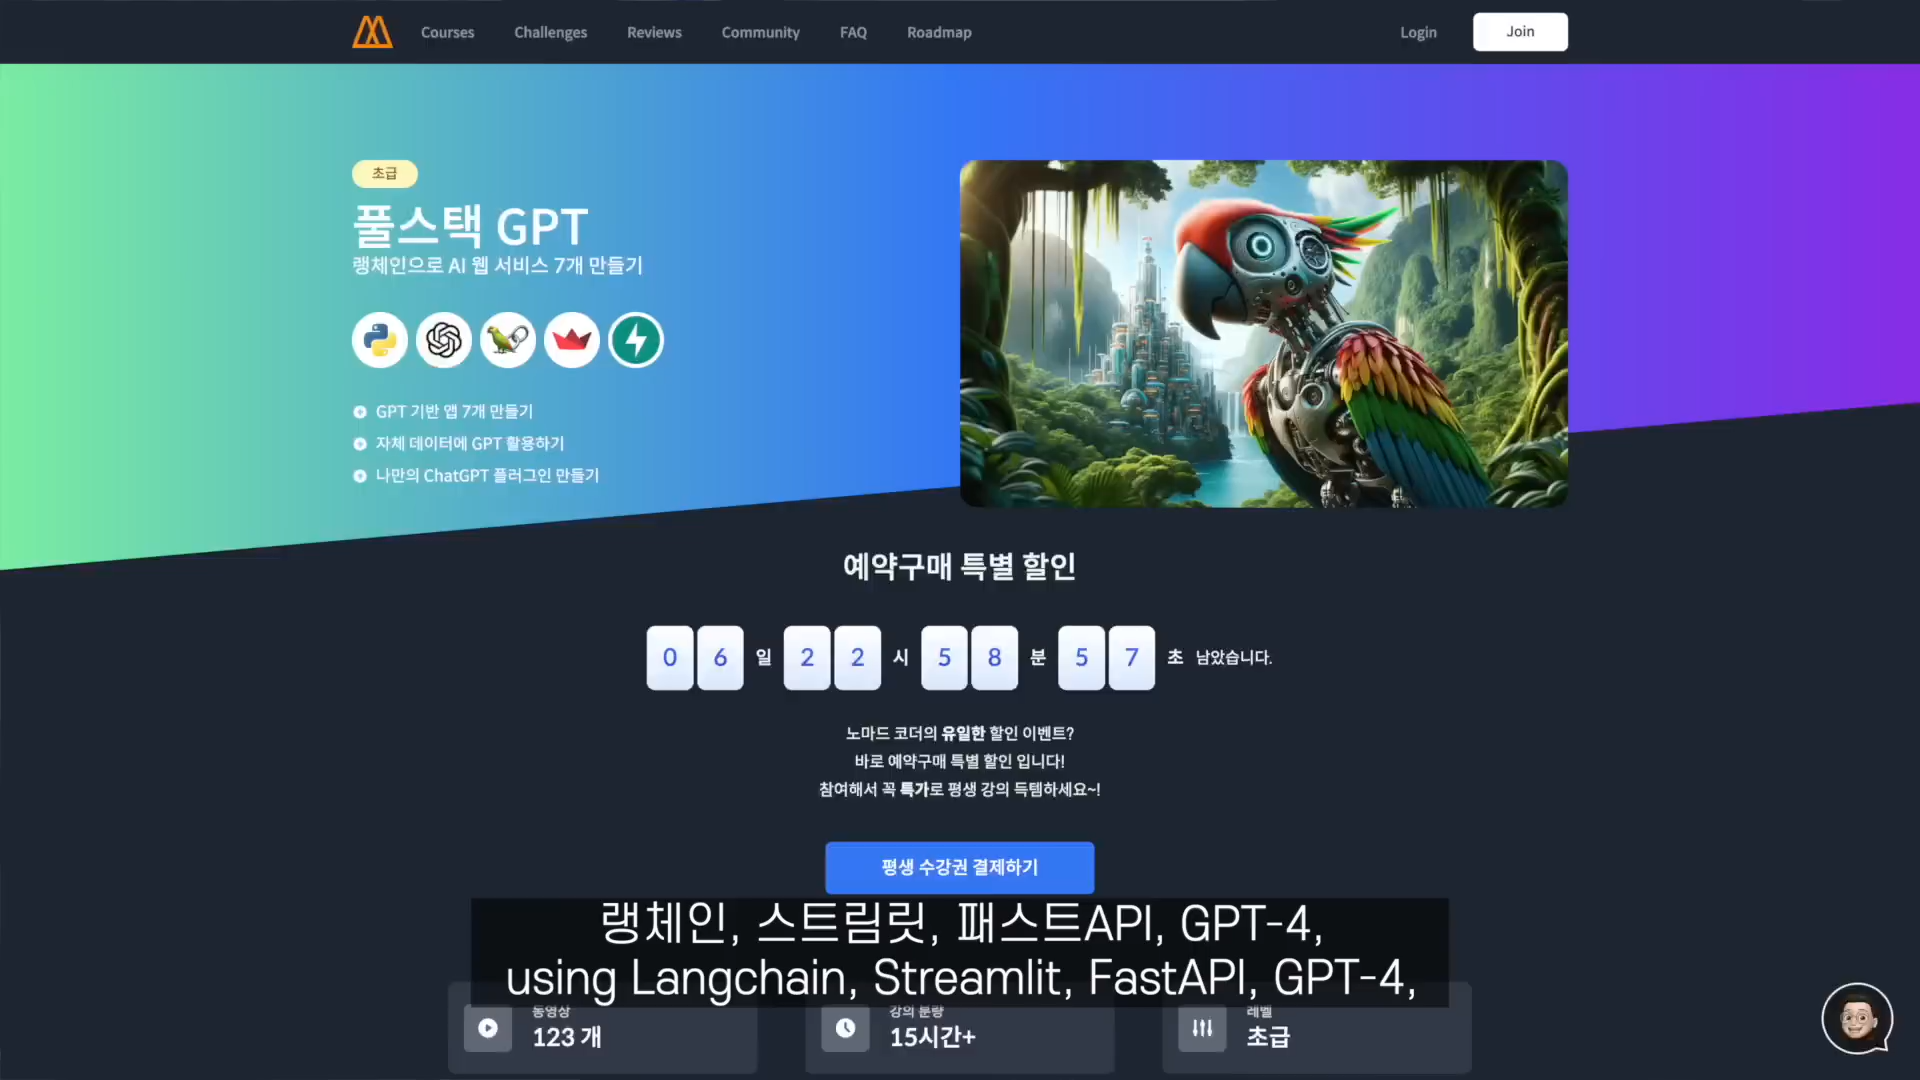 Courses Challenges Reviews Community FAQ Roadmap Login Join
초급
풀스택 GPT
랭체인으로 AI 웹 서비스 7개 만들기
GPT 기반 앱 7개 만들기
자체 데이터에 GPT 활용하기
나만의 ChatGPT 플러그인 만들기
예약구매 특별 할인
0 6 일 2 2 시 5 8 분 5 7 초 남았습니다.
노마드 코더의 유일한 할인 이벤트?
바로 예약구매 특별 할인 입니다!
참여해서 꼭 특가로 평생 강의 득템하세요~!
평생 수강권 결제하기
랭체인, 스트림릿, 패스트API, GPT-4,
using Langchain, Streamlit, FastAPI, GPT-4,
동영상
123 개
강의 분량
15시간+
레벨
초급